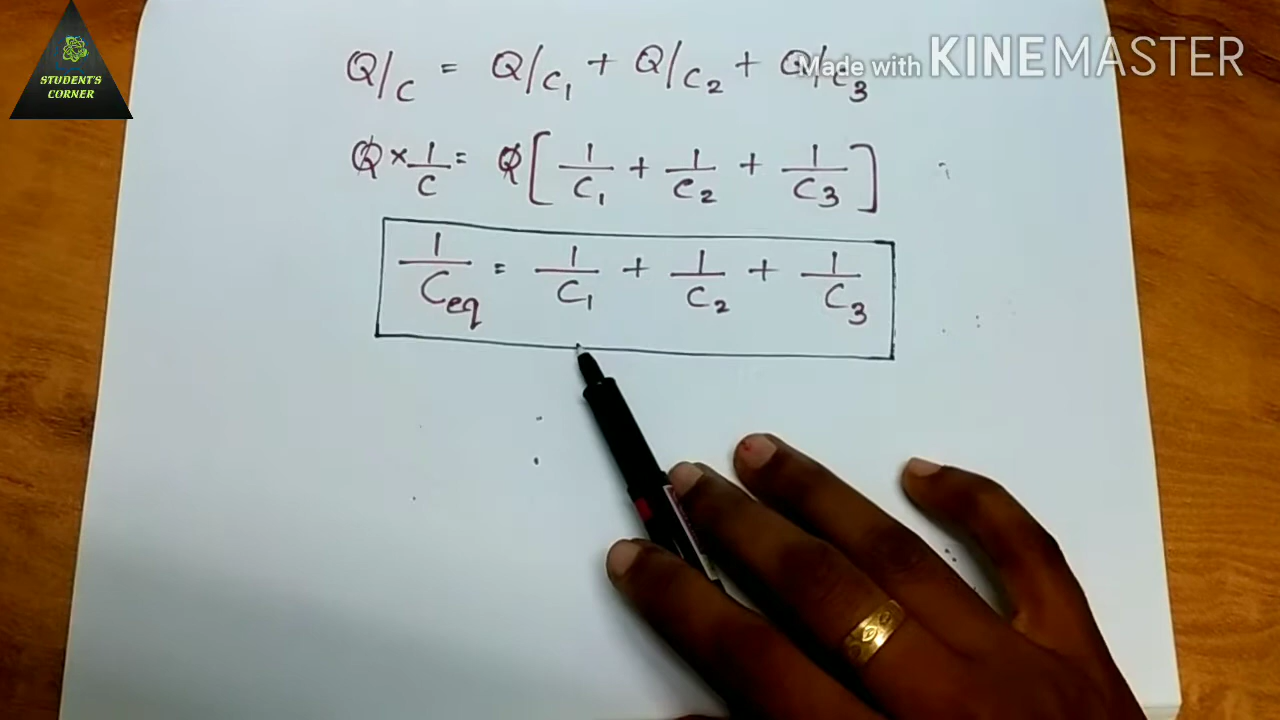 STUDENT'S
CORNER
Made with KINEMASTER
Q/C = Q/C₁ + Q/C₂ + Q/C₃
Q × 1/C = Q [ 1/C₁ + 1/C₂ + 1/C₃ ]
1/Ceq = 1/C₁ + 1/C₂ + 1/C₃